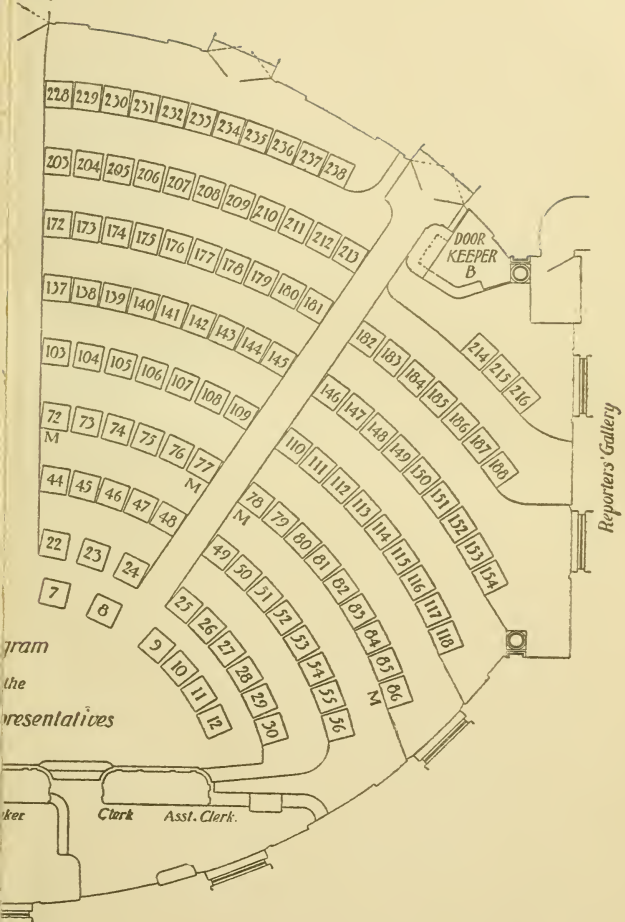 228 229 230 231 232 233 234 235 236 237 238
203 204 205 206 207 208 209 210 211 212 213
172 173 174 175 176 177 178 179 180 181
137 138 139 140 141 142 143 144 145
103 104 105 106 107 108 109
72 73 74 75 76 77
M
M
44 45 46 47 48
22 23 24
7 8
DOOR
KEEPER
B
214 215 216
182 183 184 185 186 187 188
146 147 148 149 150 151 152 153 154
110 111 112 113 114 115 116 117 118
78 79 80 81 82 83 84 85 86
M
M
49 50 51 52 53 54 55 56
25 26 27 28 29 30
9 10 11 12
Reporters' Gallery
gram
the
resentatives
ker
Clerk Asst. Clerk.